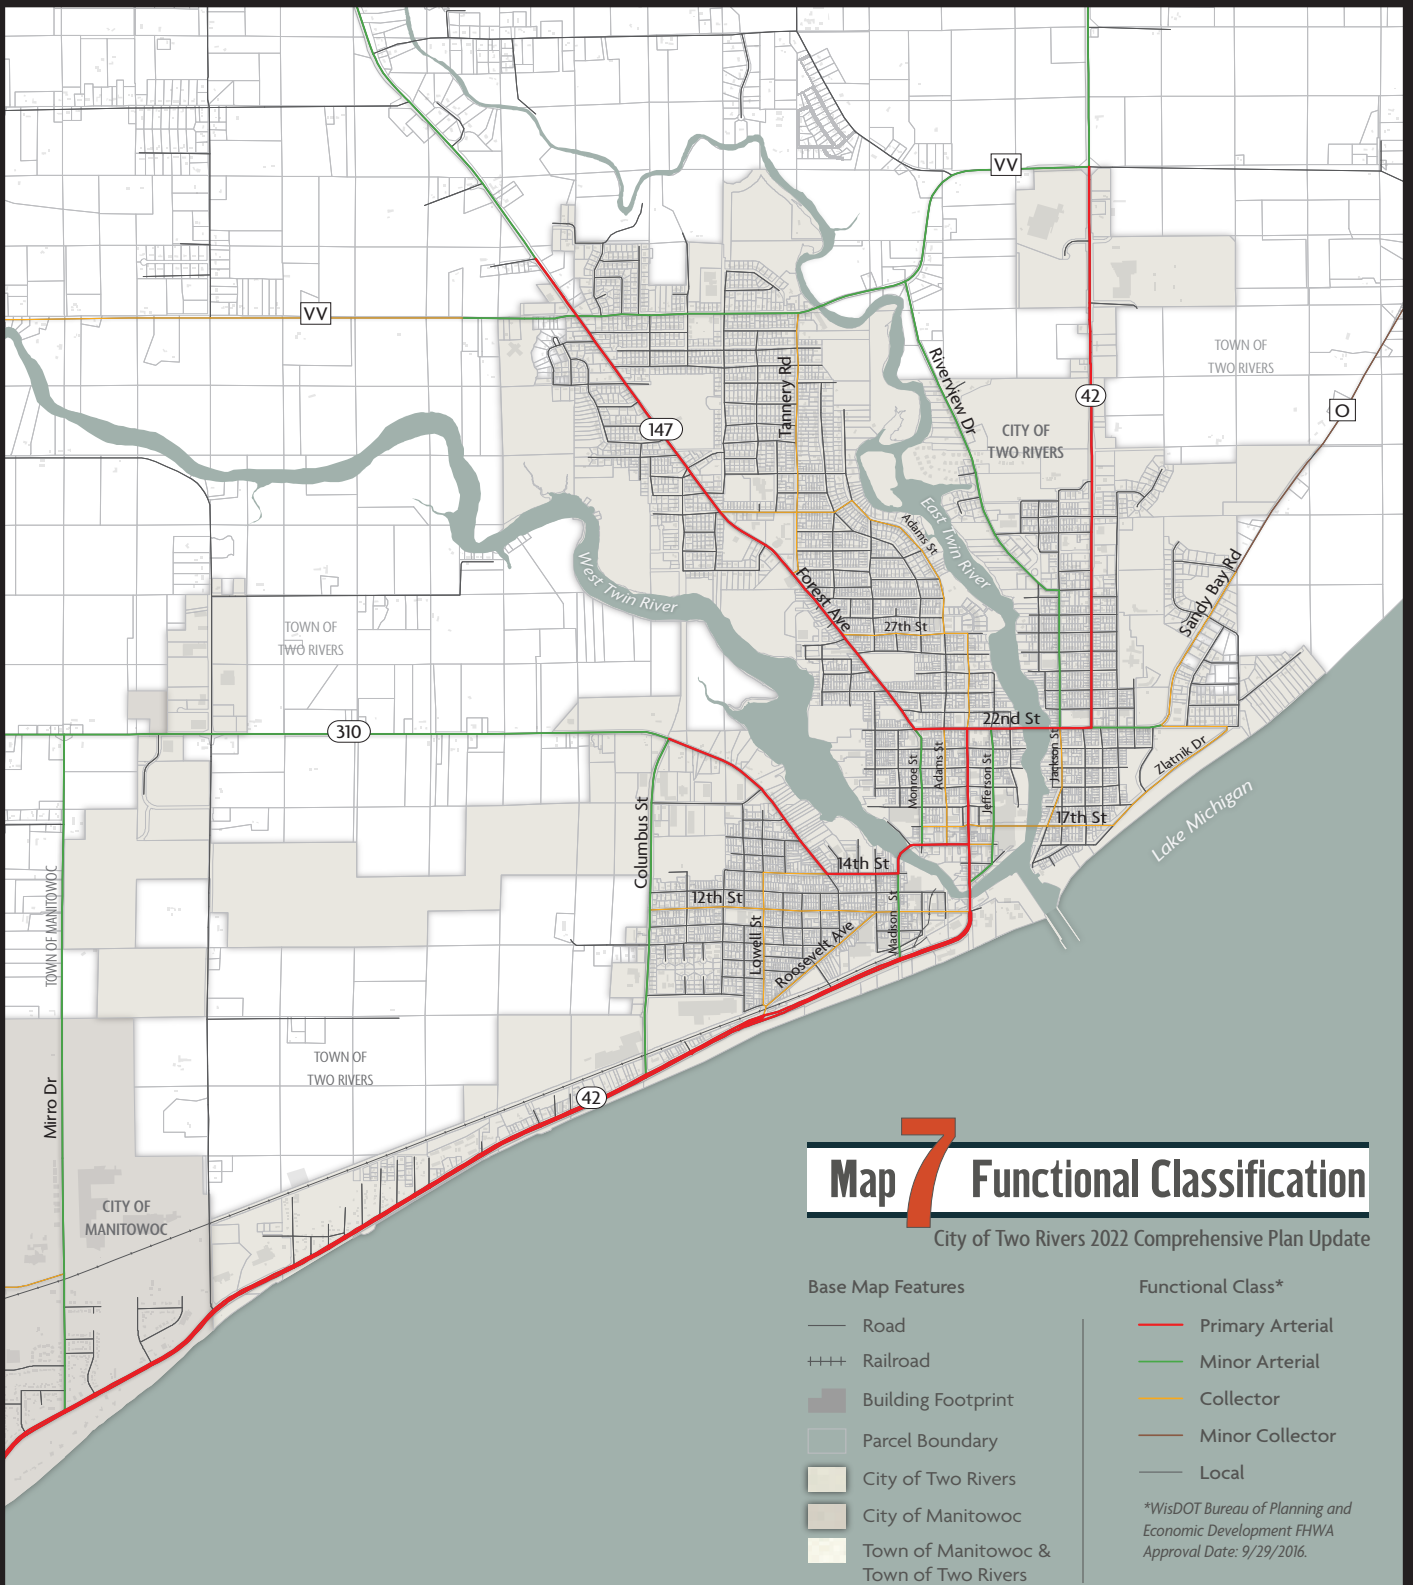 VV
VV
TOWN OF
TWO RIVERS
Riverview Dr
42
O
Tannery Rd
147
CITY OF
TWO RIVERS
East Twin River
Adams St
West Twin River
Forest Ave
Sandy Bay Rd
27th St
TOWN OF
TWO RIVERS
22nd St
310
Monroe St
Adams St
Jefferson St
Jackson St
Zlatnik Dr
17th St
Lake Michigan
Columbus St
14th St
12th St
Lowell St
Roosevelt Ave
Madison St
TOWN OF MANITOWOC
TOWN OF
TWO RIVERS
Mirro Dr
42
CITY OF
MANITOWOC
Map 7 Functional Classification
City of Two Rivers 2022 Comprehensive Plan Update
Base Map Features
Road
Railroad
Building Footprint
Parcel Boundary
City of Two Rivers
City of Manitowoc
Town of Manitowoc &
Town of Two Rivers
Functional Class*
Primary Arterial
Minor Arterial
Collector
Minor Collector
Local
*WisDOT Bureau of Planning and
Economic Development FHWA
Approval Date: 9/29/2016.